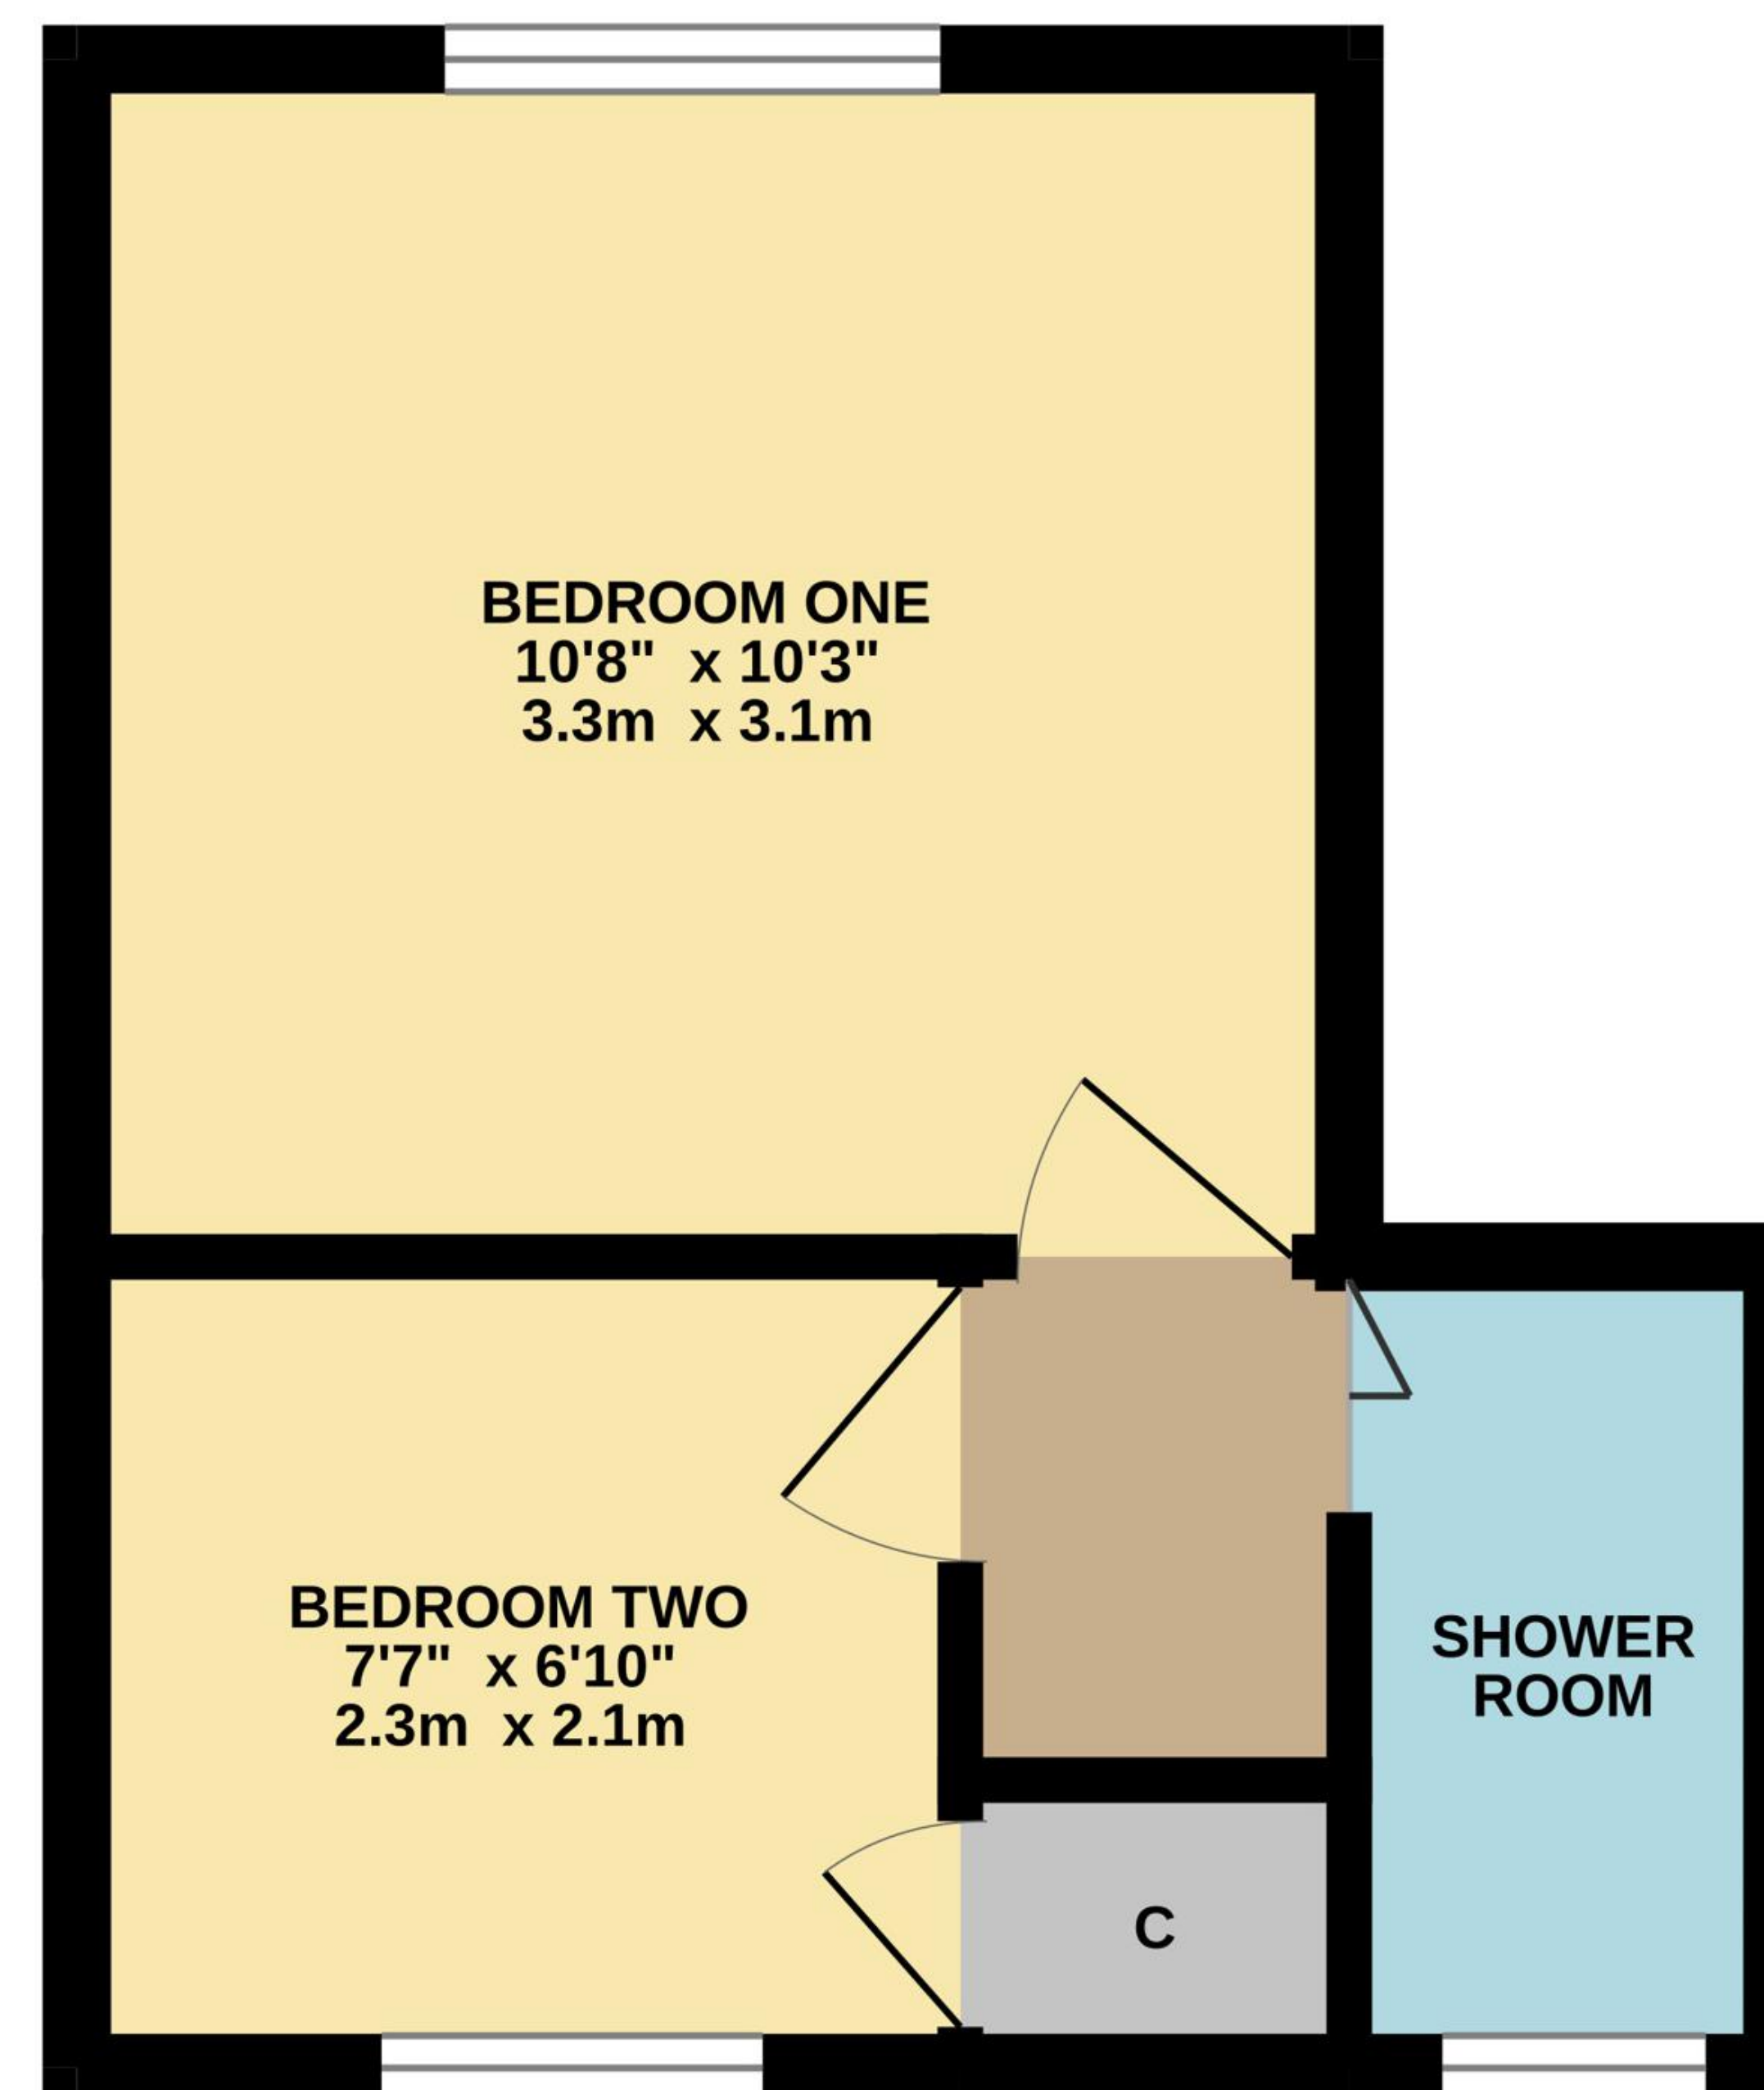 BEDROOM ONE
10'8" x 10'3"
3.3m x 3.1m
BEDROOM TWO
7'7" x 6'10"
2.3m x 2.1m
SHOWER
ROOM
C